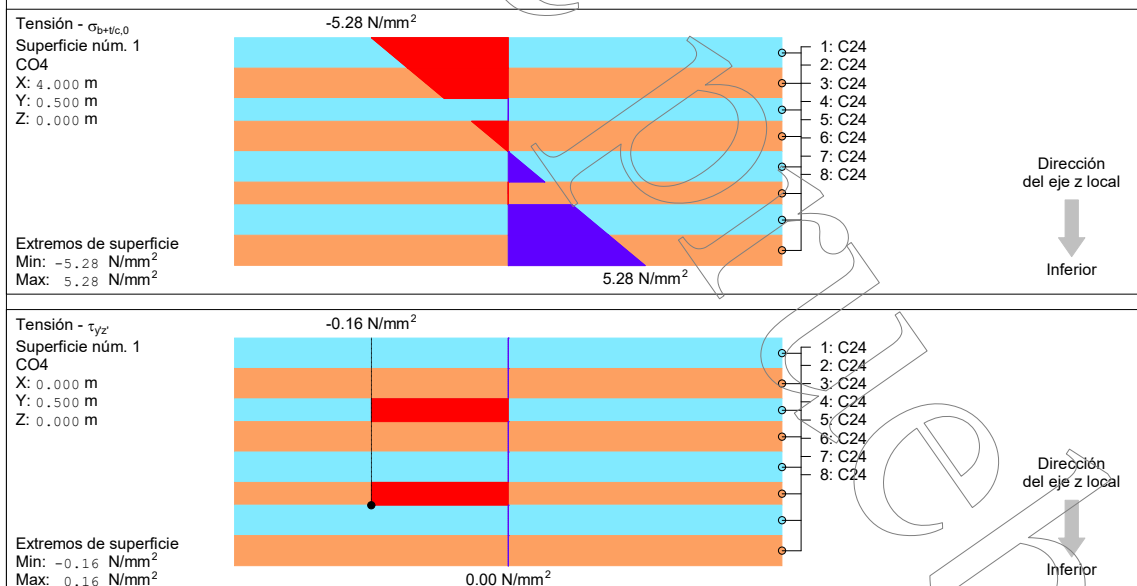 Tensión - σb+t/c,0
Superficie núm. 1
CO4
X: 4.000 m
Y: 0.500 m
Z: 0.000 m
-5.28 N/mm²
1: C24
2: C24
3: C24
4: C24
5: C24
6: C24
7: C24
8: C24
Dirección
del eje z local
Inferior
Extremos de superficie
Min: -5.28 N/mm²
Max: 5.28 N/mm²
5.28 N/mm²
Tensión - τy'z'
Superficie núm. 1
CO4
X: 0.000 m
Y: 0.500 m
Z: 0.000 m
-0.16 N/mm²
1: C24
2: C24
3: C24
4: C24
5: C24
6: C24
7: C24
8: C24
Dirección
del eje z local
Inferior
Extremos de superficie
Min: -0.16 N/mm²
Max: 0.16 N/mm²
0.00 N/mm²